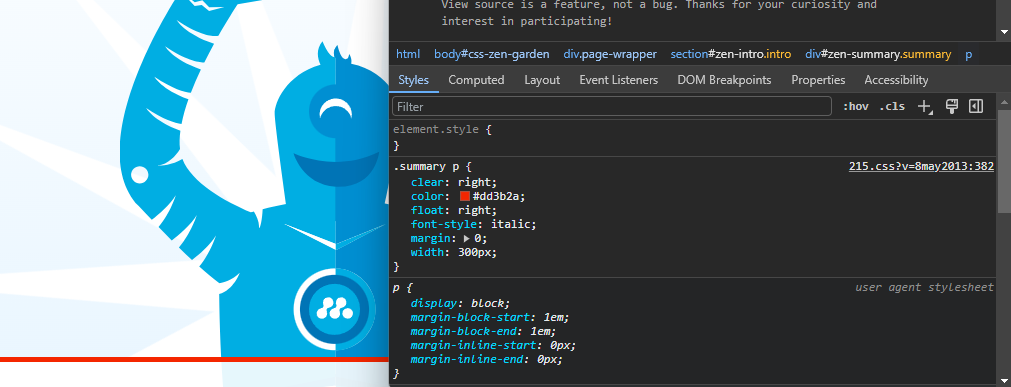 View source is a feature, not a bug. Thanks for your curiosity and
interest in participating!
html body#css-zen-garden div.page-wrapper section#zen-intro.intro div#zen-summary.summary p
Styles Computed Layout Event Listeners DOM Breakpoints Properties Accessibility
Filter :hov .cls
element.style {
}
.summary p { 215.css?v=8may2013:382
clear: right;
color: #dd3b2a;
float: right;
font-style: italic;
margin: 0;
width: 300px;
}
p { user agent stylesheet
display: block;
margin-block-start: 1em;
margin-block-end: 1em;
margin-inline-start: 0px;
margin-inline-end: 0px;
}